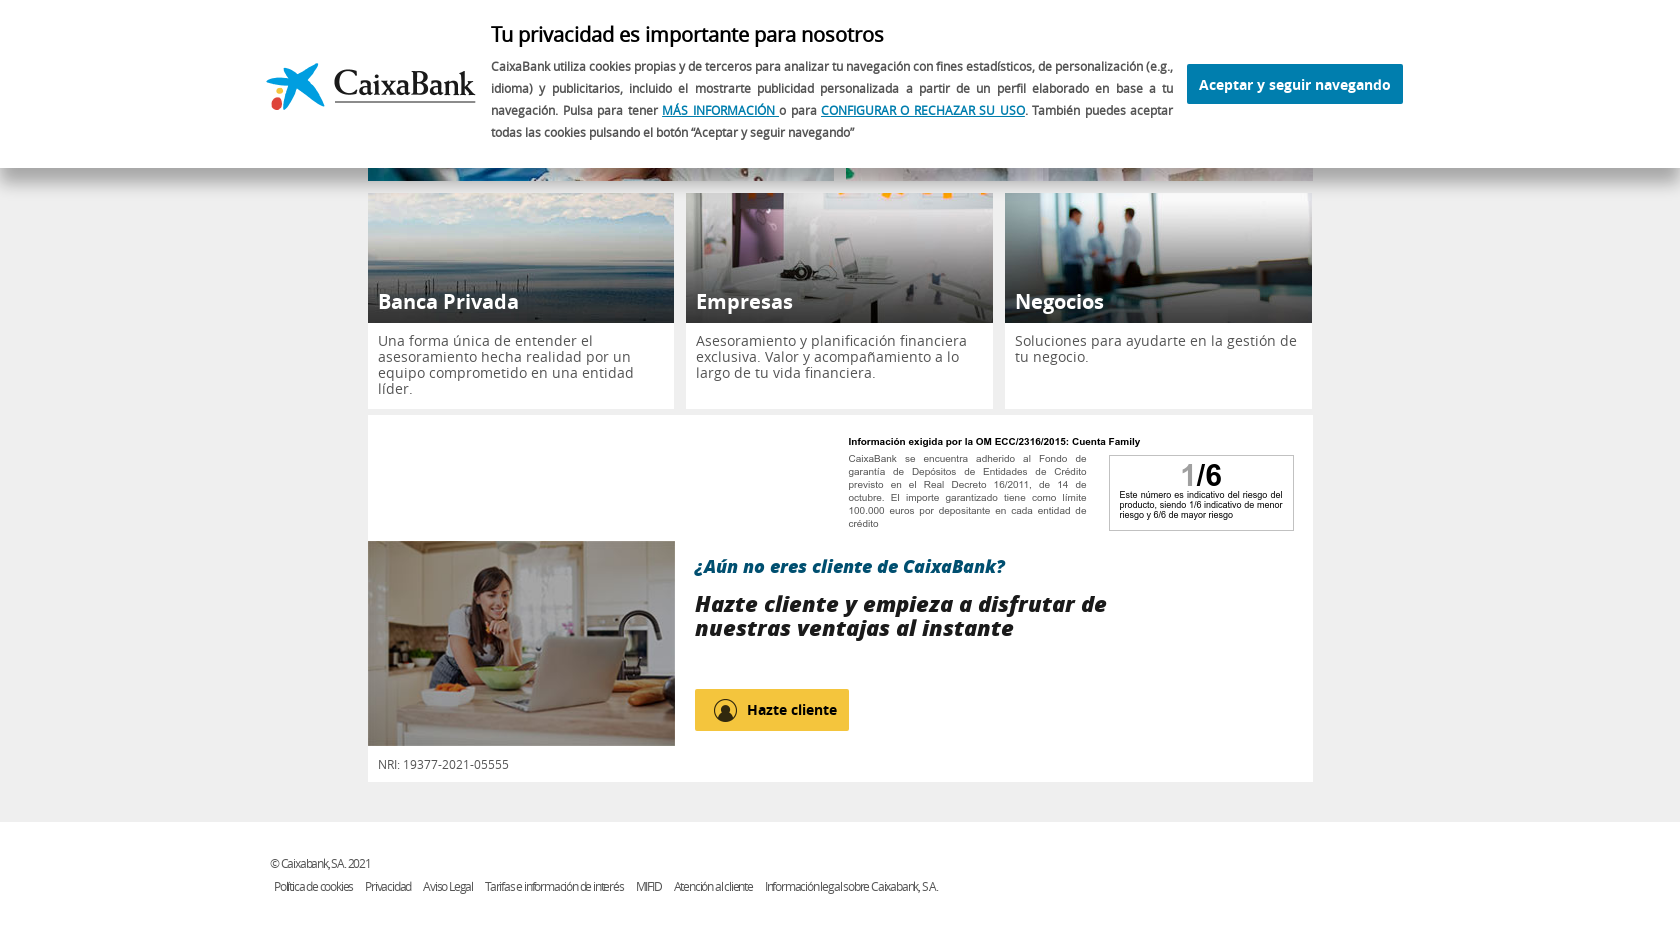 Tu privacidad es importante para nosotros
CaixaBank
CaixaBank utiliza cookies propias y de terceros para analizar tu navegación con fines estadísticos, de personalización (e.g.,
idioma) y publicitarios, incluido el mostrarte publicidad personalizada a partir de un perfil elaborado en base a tu
navegación. Pulsa para tener MÁS INFORMACIÓN o para CONFIGURAR O RECHAZAR SU USO. También puedes aceptar
todas las cookies pulsando el botón “Aceptar y seguir navegando”
Aceptar y seguir navegando
Banca Privada
Una forma única de entender el
asesoramiento hecha realidad por un
equipo comprometido en una entidad
líder.
Empresas
Asesoramiento y planificación financiera
exclusiva. Valor y acompañamiento a lo
largo de tu vida financiera.
Negocios
Soluciones para ayudarte en la gestión de
tu negocio.
Información exigida por la OM ECC/2316/2015: Cuenta Family
CaixaBank se encuentra adherido al Fondo de
garantía de Depósitos de Entidades de Crédito
previsto en el Real Decreto 16/2011, de 14 de
octubre. El importe garantizado tiene como límite
100.000 euros por depositante en cada entidad de
crédito
1/6
Este número es indicativo del riesgo del
producto, siendo 1/6 indicativo de menor
riesgo y 6/6 de mayor riesgo
¿Aún no eres cliente de CaixaBank?
Hazte cliente y empieza a disfrutar de
nuestras ventajas al instante
Hazte cliente
NRI: 19377-2021-05555
© Caixabank, S.A. 2021
Política de cookies Privacidad Aviso Legal Tarifas e información de interés MIFID Atención al cliente Información legal sobre Caixabank, S.A.